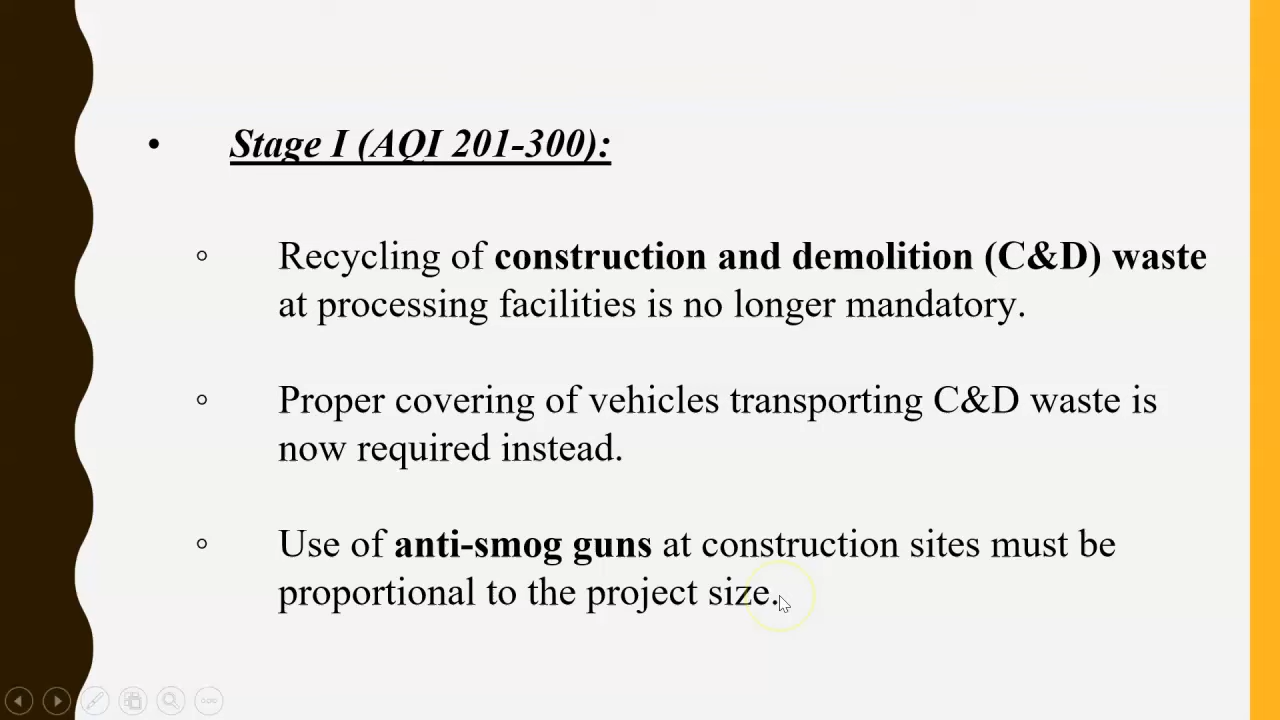 • Stage I (AQI 201-300):
◦ Recycling of construction and demolition (C&D) waste
at processing facilities is no longer mandatory.
◦ Proper covering of vehicles transporting C&D waste is
now required instead.
◦ Use of anti-smog guns at construction sites must be
proportional to the project size.